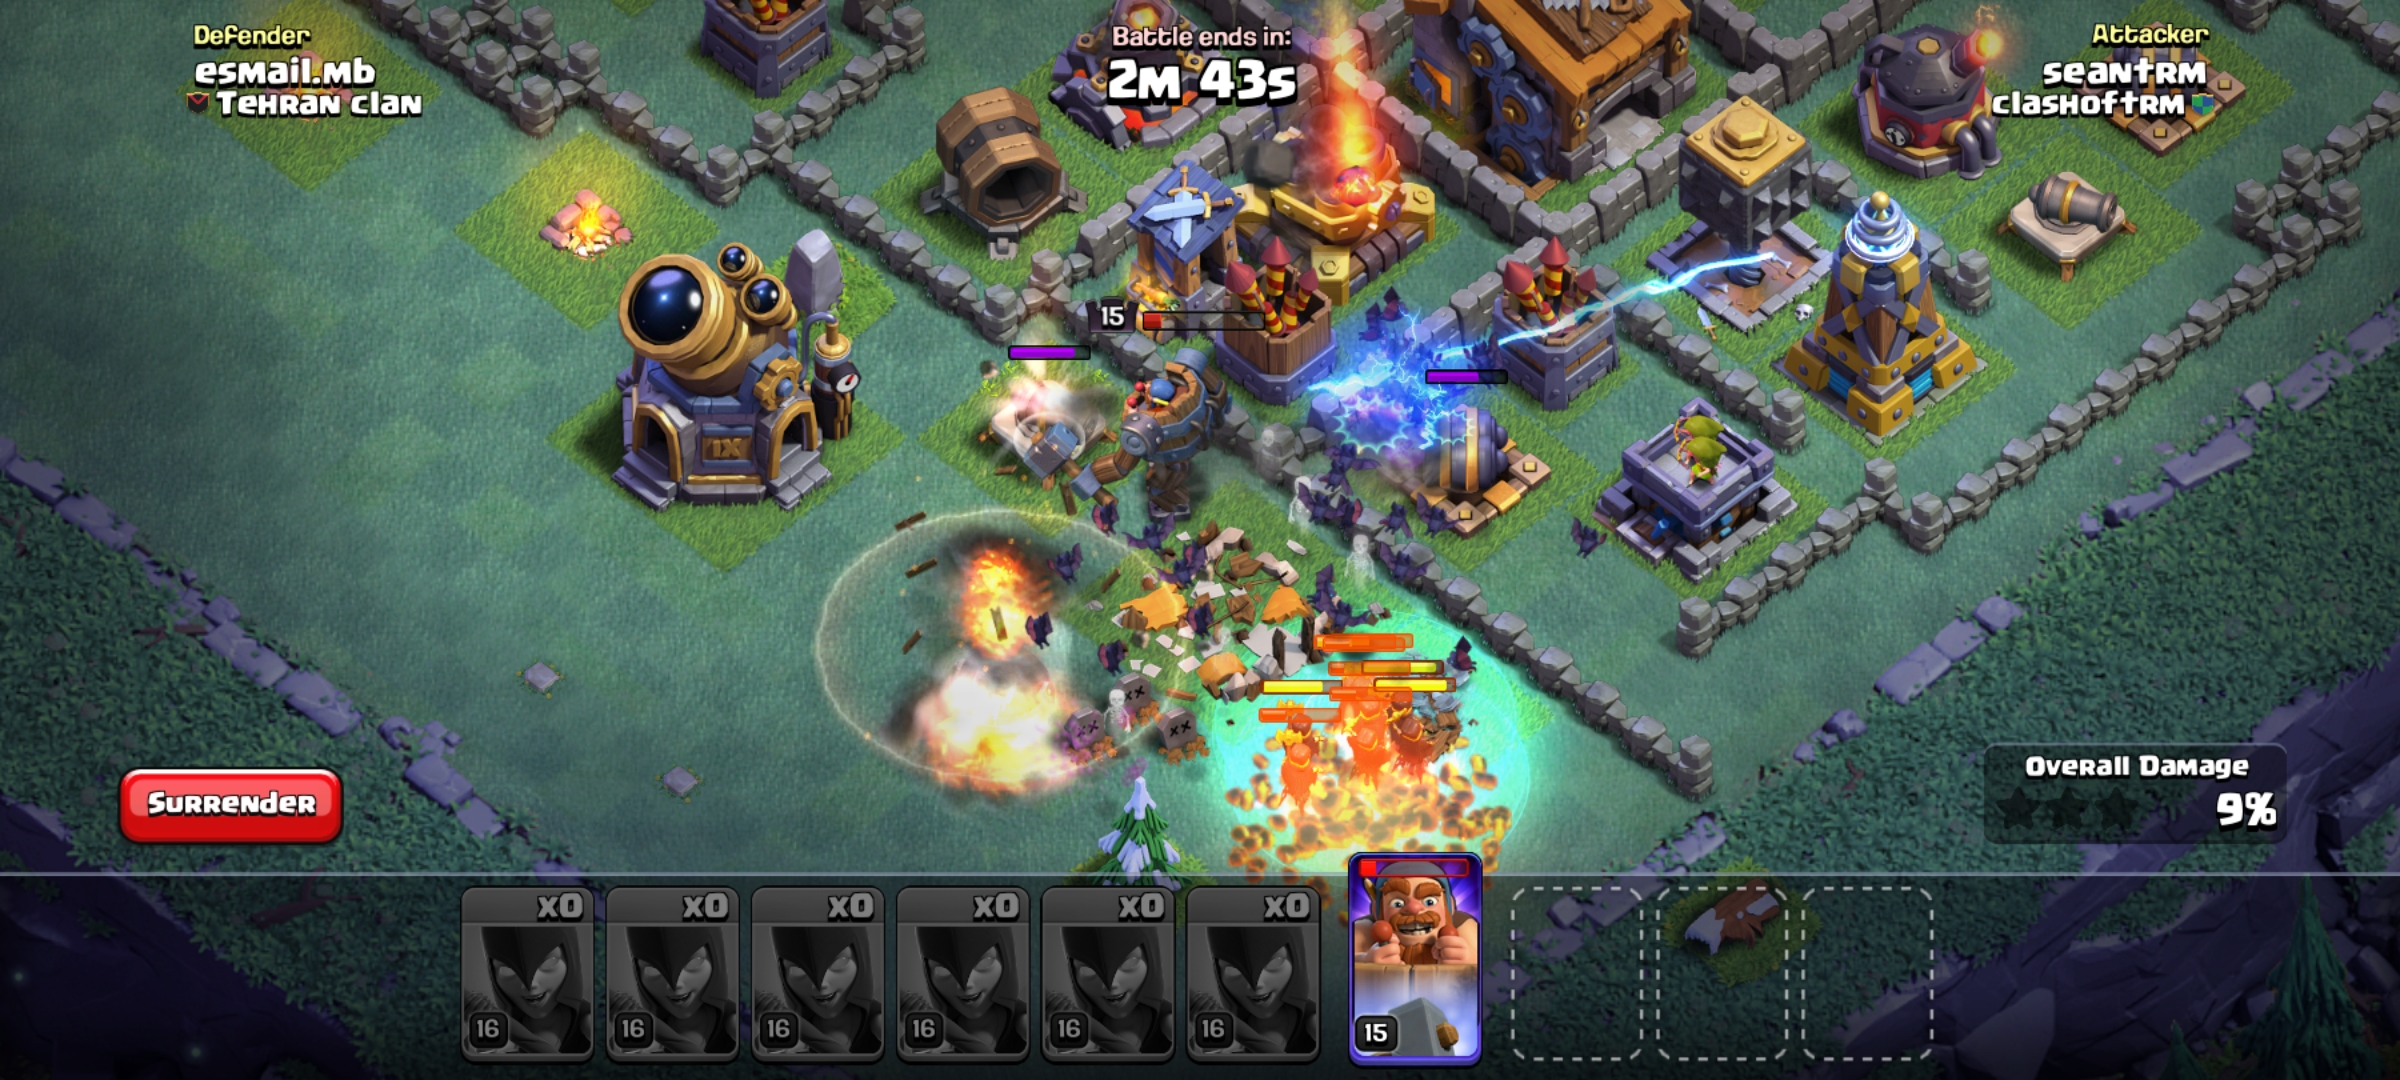 Defender
esmail.mb
Tehran clan
Battle ends in:
2m 43s
Attacker
seantrm
clashoftrm
15
IX
Surrender
Overall Damage
9%
x0
x0
x0
x0
x0
x0
16
16
16
16
16
16
15